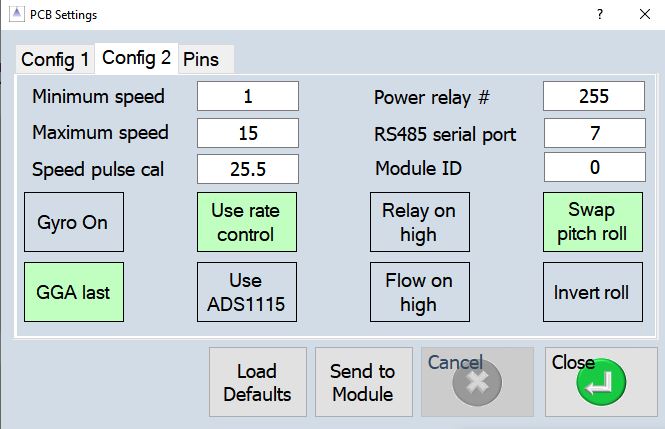 PCB Settings
?
Config 1 Config 2 Pins
Minimum speed 1 Power relay # 255
Maximum speed 15 RS485 serial port 7
Speed pulse cal 25.5 Module ID 0
Gyro On
Use rate
control
Relay on
high
Swap
pitch roll
GGA last
Use
ADS1115
Flow on
high
Invert roll
Load
Defaults
Send to
Module
Cancel
Close